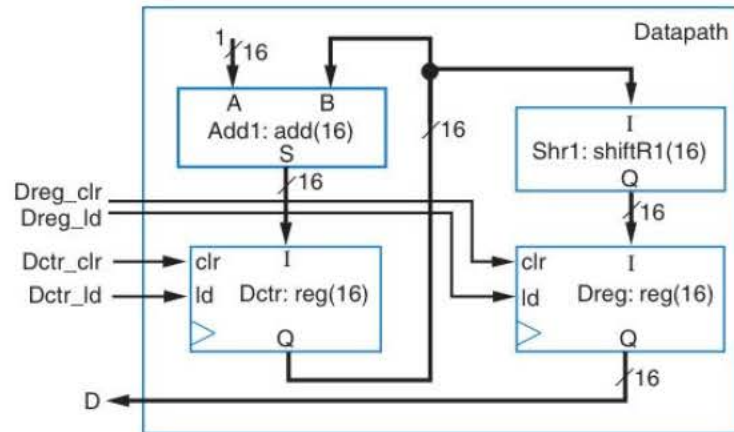 Datapath
1
16
A B
Add1: add(16)
S
16
I
Shr1: shiftR1(16)
Q
16
16
Dreg_clr
Dreg_ld
Dctr_clr
Dctr_ld
clr
I
ld
Dctr: reg(16)
Q
clr
I
ld
Dreg: reg(16)
Q
16
D